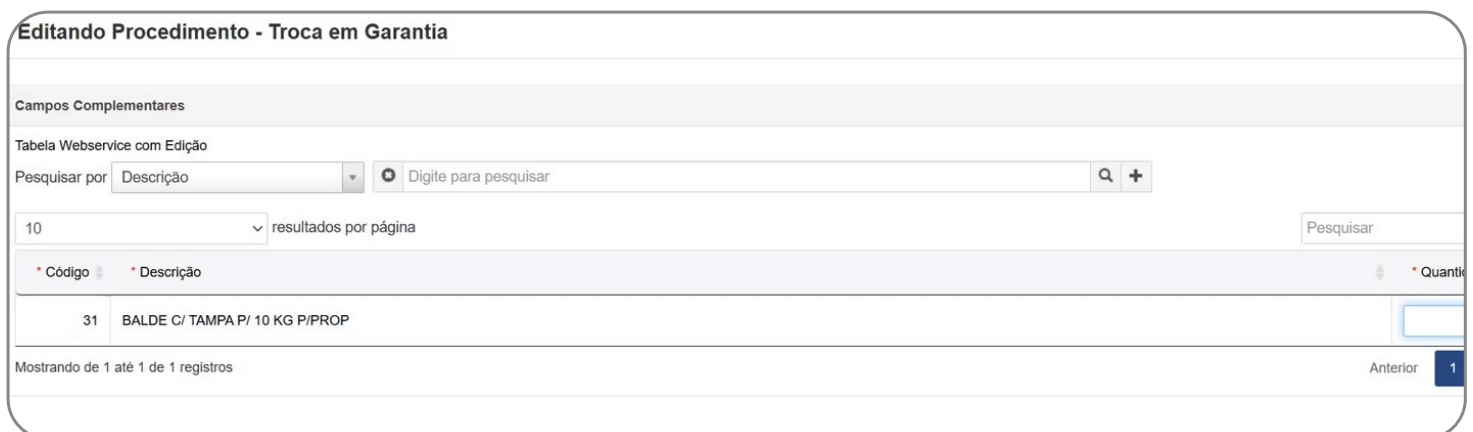 Editando Procedimento - Troca em Garantia
Campos Complementares
Tabela Webservice com Edição
Pesquisar por Descrição Digite para pesquisar
10 resultados por página Pesquisar
* Código * Descrição * Quantic
31 BALDE C/ TAMPA P/ 10 KG P/PROP
Mostrando de 1 até 1 de 1 registros Anterior 1